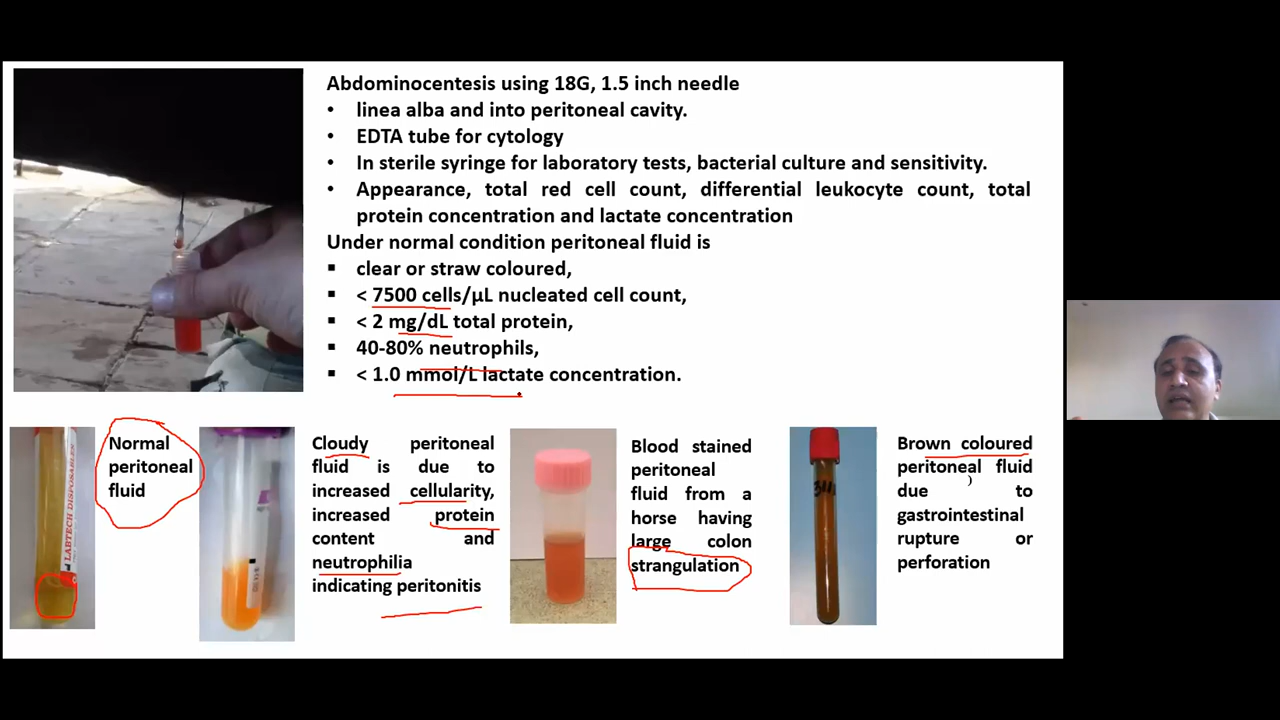 Abdominocentesis using 18G, 1.5 inch needle
• linea alba and into peritoneal cavity.
• EDTA tube for cytology
• In sterile syringe for laboratory tests, bacterial culture and sensitivity.
• Appearance, total red cell count, differential leukocyte count, total
protein concentration and lactate concentration
Under normal condition peritoneal fluid is
▪ clear or straw coloured,
▪ < 7500 cells/µL nucleated cell count,
▪ < 2 mg/dL total protein,
▪ 40-80% neutrophils,
▪ < 1.0 mmol/L lactate concentration.
LABTECH DISPOSABLES
Normal
peritoneal
fluid
Cloudy peritoneal
fluid is due to
increased cellularity,
increased protein
content and
neutrophilia
indicating peritonitis
Blood stained
peritoneal
fluid from a
horse having
large colon
strangulation
Brown coloured
peritoneal fluid
due to
gastrointestinal
rupture or
perforation